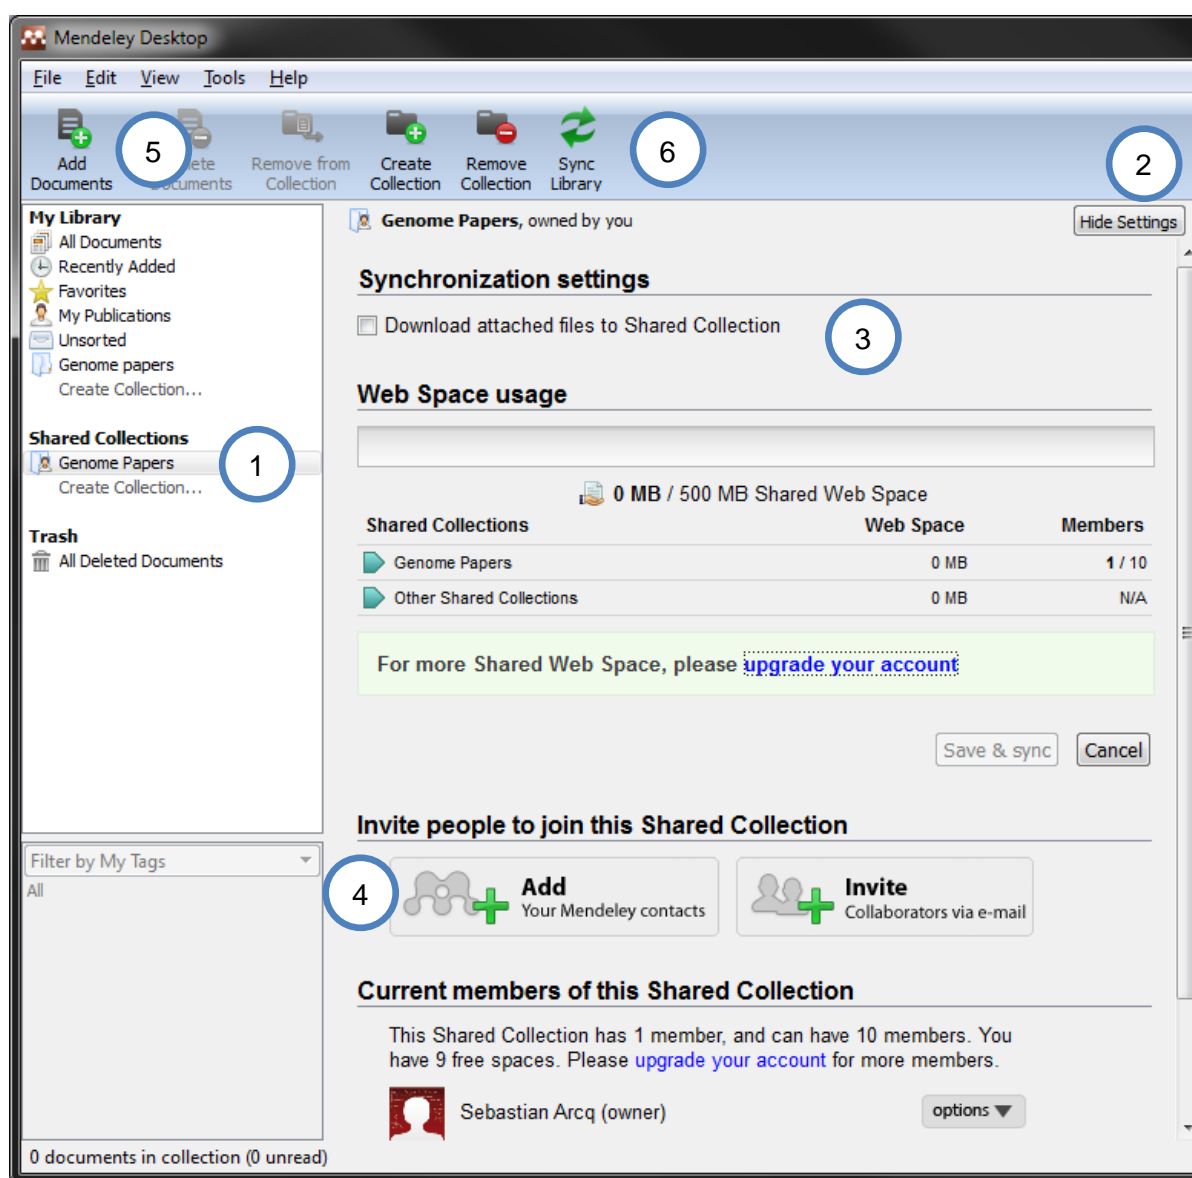 Mendeley Desktop
File Edit View Tools Help
Add Documents
5
Documents
Remove from Collection
Create Collection
Remove Collection
Sync Library
6
2
My Library
All Documents
Recently Added
Favorites
My Publications
Unsorted
Genome papers
Create Collection...
Shared Collections
Genome Papers
1
Create Collection...
Trash
All Deleted Documents
Filter by My Tags
All
0 documents in collection (0 unread)
Genome Papers, owned by you
Hide Settings
Synchronization settings
Download attached files to Shared Collection
3
Web Space usage
0 MB / 500 MB Shared Web Space
Shared Collections Web Space Members
Genome Papers 0 MB 1 / 10
Other Shared Collections 0 MB N/A
For more Shared Web Space, please upgrade your account
Save & sync Cancel
Invite people to join this Shared Collection
4
Add
Your Mendeley contacts
Invite
Collaborators via e-mail
Current members of this Shared Collection
This Shared Collection has 1 member, and can have 10 members. You
have 9 free spaces. Please upgrade your account for more members.
Sebastian Arcq (owner)
options